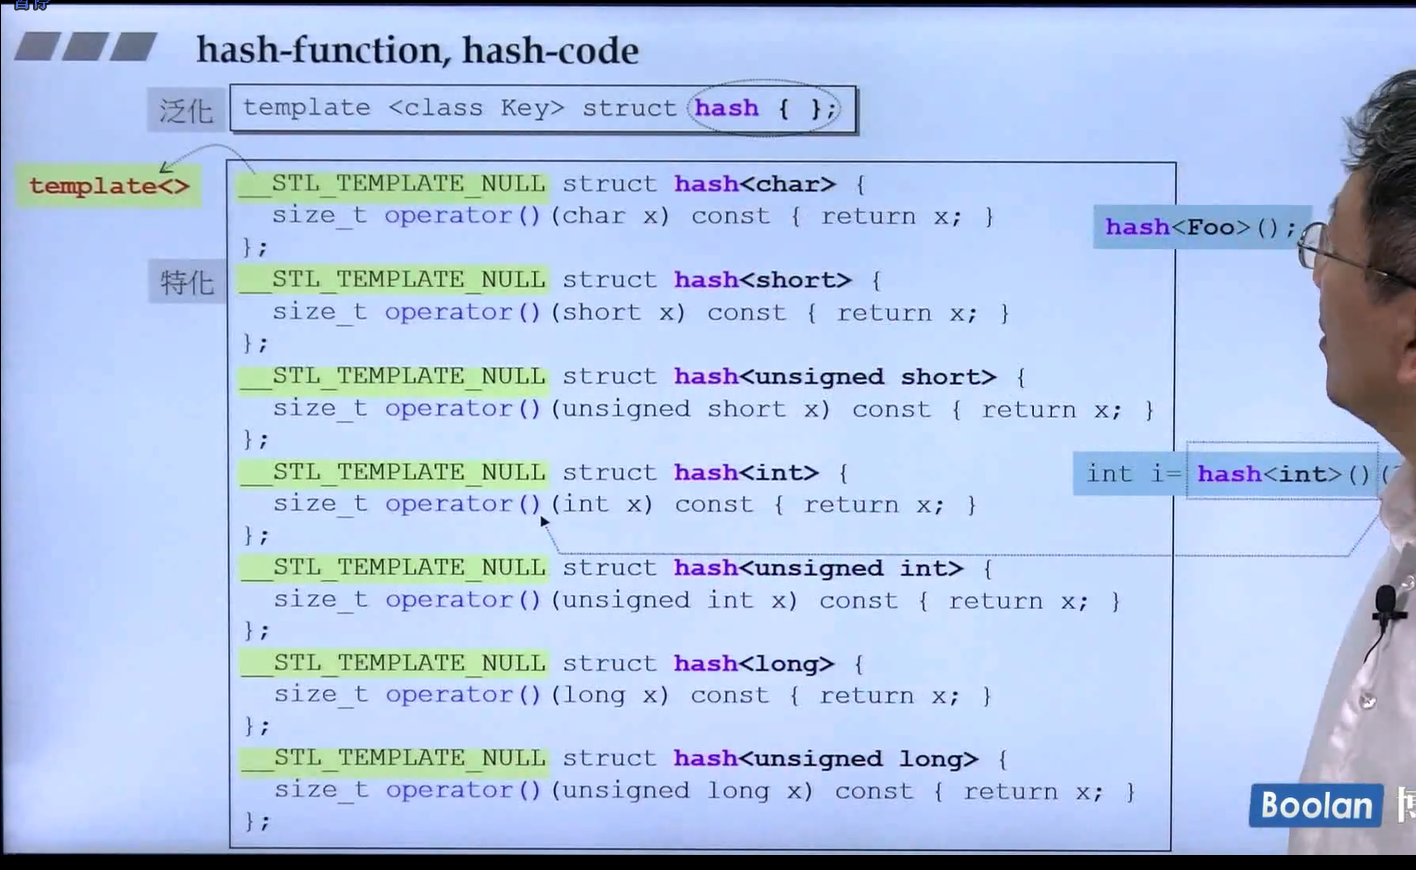 暂停
hash-function, hash-code
泛化
template <class Key> struct hash { };
template<>
__STL_TEMPLATE_NULL struct hash<char> {
size_t operator()(char x) const { return x; }
};
hash<Foo>();
特化
__STL_TEMPLATE_NULL struct hash<short> {
size_t operator()(short x) const { return x; }
};
__STL_TEMPLATE_NULL struct hash<unsigned short> {
size_t operator()(unsigned short x) const { return x; }
};
__STL_TEMPLATE_NULL struct hash<int> {
int i= hash<int>()(
size_t operator()(int x) const { return x; }
};
__STL_TEMPLATE_NULL struct hash<unsigned int> {
size_t operator()(unsigned int x) const { return x; }
};
__STL_TEMPLATE_NULL struct hash<long> {
size_t operator()(long x) const { return x; }
};
__STL_TEMPLATE_NULL struct hash<unsigned long> {
size_t operator()(unsigned long x) const { return x; }
};
Boolan